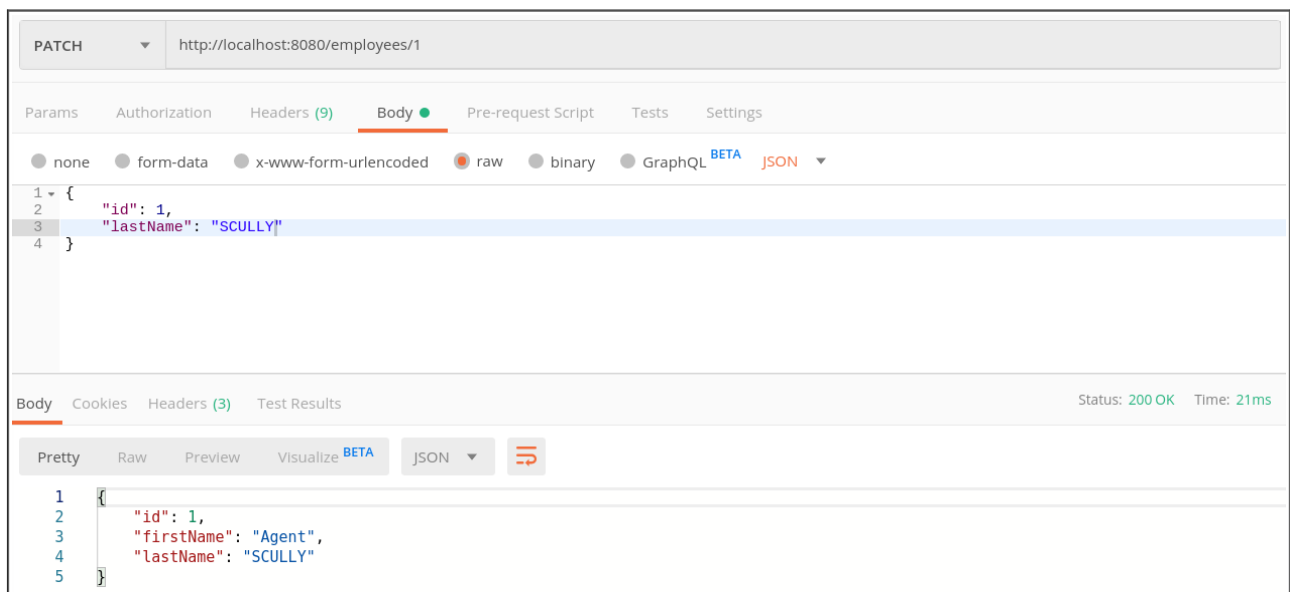 PATCH http://localhost:8080/employees/1
Params Authorization Headers (9) Body Pre-request Script Tests Settings
none form-data x-www-form-urlencoded raw binary GraphQL BETA JSON
1 {
2 "id": 1,
3 "lastName": "SCULLY"
4 }
Body Cookies Headers (3) Test Results Status: 200 OK Time: 21ms
Pretty Raw Preview Visualize BETA JSON
1 {
2 "id": 1,
3 "firstName": "Agent",
4 "lastName": "SCULLY"
5 }